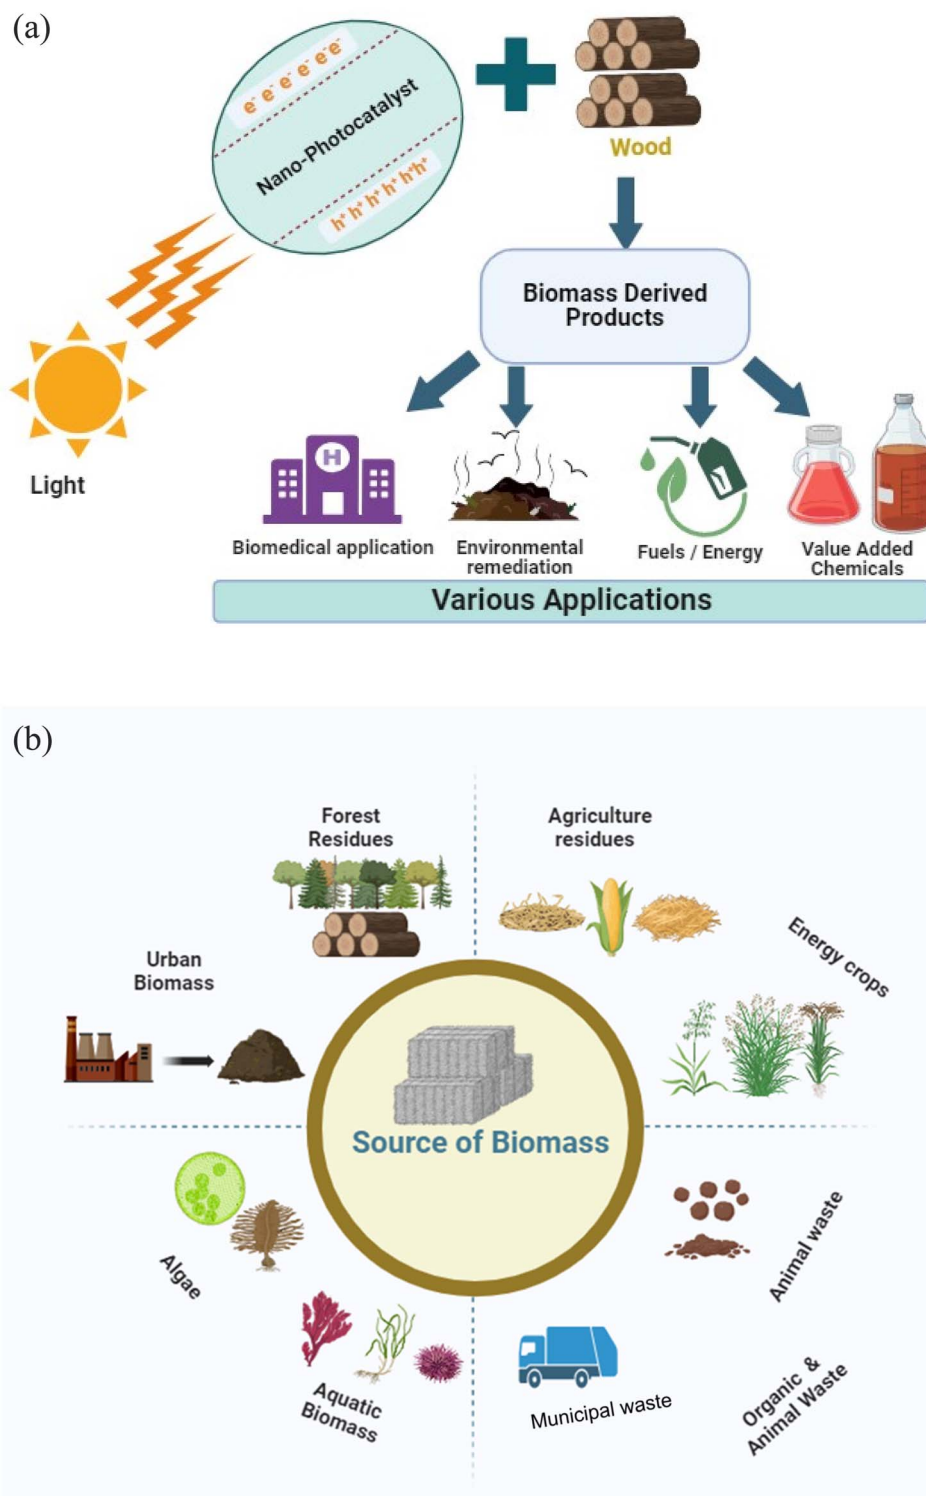 (a)
e⁻ e⁻ e⁻ e⁻ e⁻e⁻
Nano-Photocatalyst
h⁺ h⁺ h⁺ h⁺ h⁺h⁺
Wood
Biomass Derived
Products
Light
Biomedical application
Environmental
remediation
Fuels / Energy
Value Added
Chemicals
Various Applications
(b)
Forest
Residues
Agriculture
residues
Energy crops
Urban
Biomass
Source of Biomass
Algae
Animal waste
Aquatic
Biomass
Municipal waste
Organic &
Animal Waste